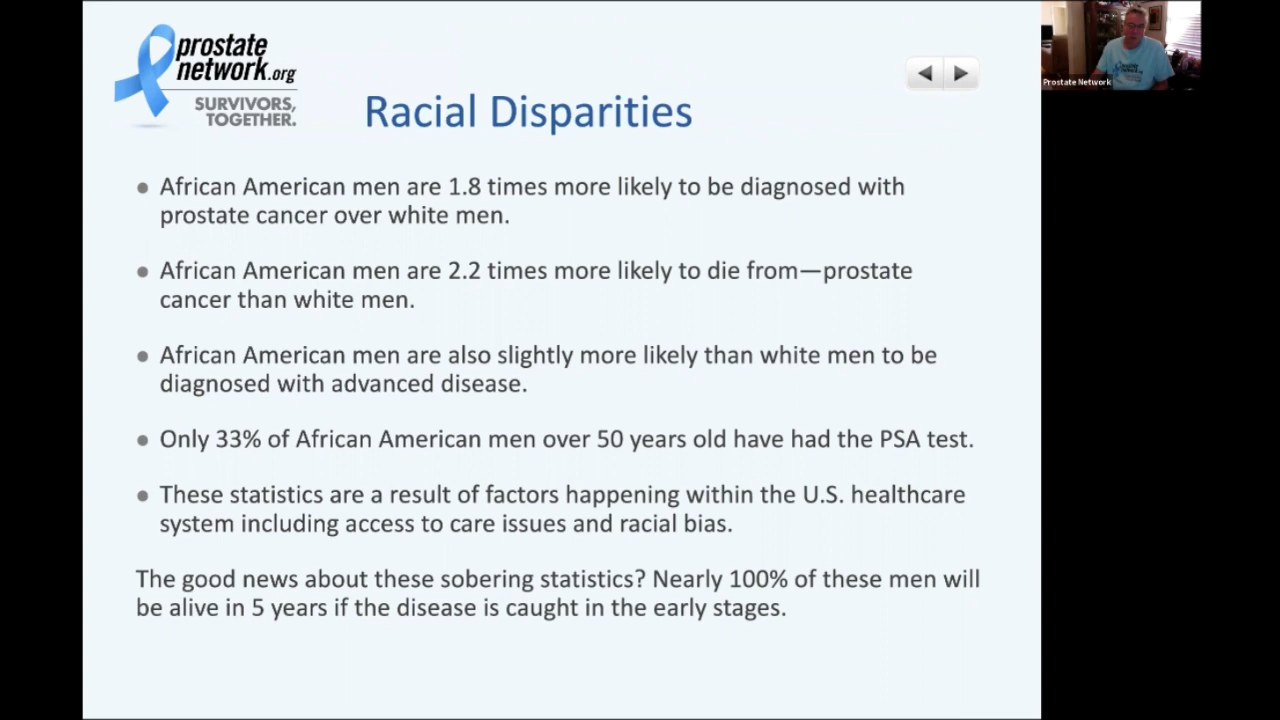 prostate
network.org
SURVIVORS,
TOGETHER.
Racial Disparities
Prostate Network
African American men are 1.8 times more likely to be diagnosed with
prostate cancer over white men.
African American men are 2.2 times more likely to die from—prostate
cancer than white men.
African American men are also slightly more likely than white men to be
diagnosed with advanced disease.
Only 33% of African American men over 50 years old have had the PSA test.
These statistics are a result of factors happening within the U.S. healthcare
system including access to care issues and racial bias.
The good news about these sobering statistics? Nearly 100% of these men will
be alive in 5 years if the disease is caught in the early stages.